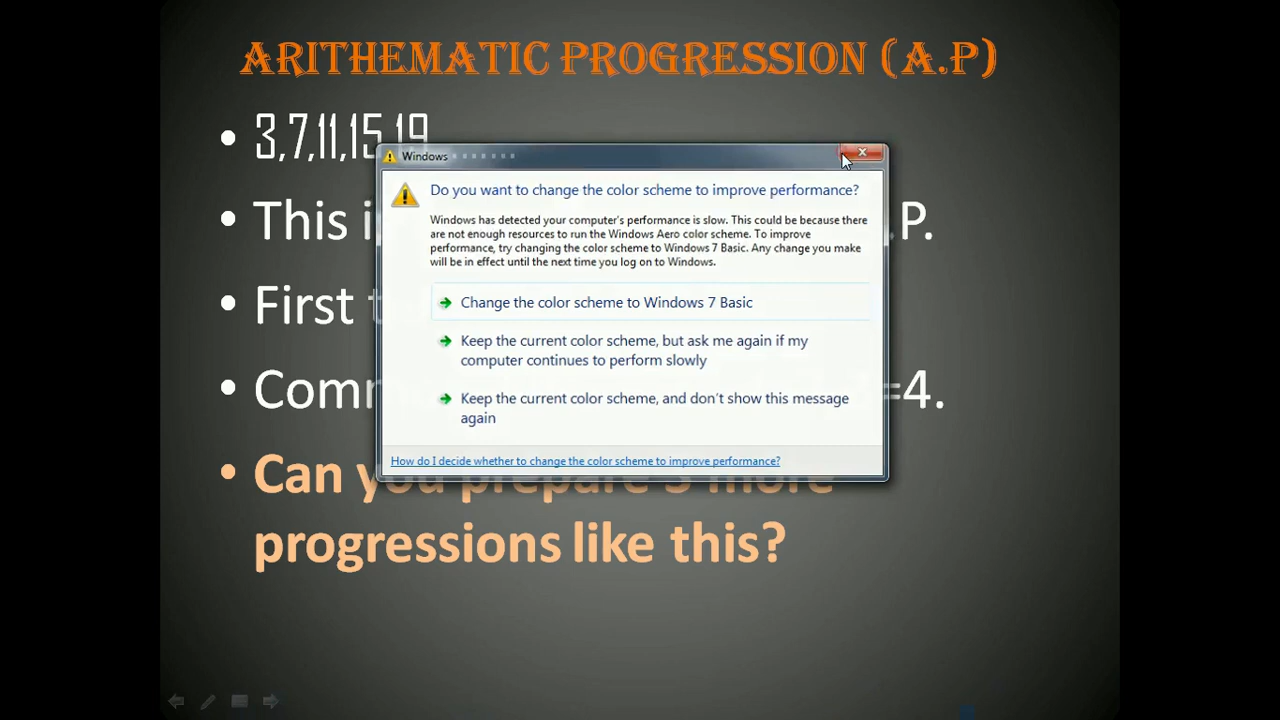 ARITHEMATIC PROGRESSION (A.P)
• 3,7,11,15,19
Windows
Do you want to change the color scheme to improve performance?
Windows has detected your computer's performance is slow. This could be because there
are not enough resources to run the Windows Aero color scheme. To improve
performance, try changing the color scheme to Windows 7 Basic. Any change you make
will be in effect until the next time you log on to Windows.
Change the color scheme to Windows 7 Basic
Keep the current color scheme, but ask me again if my
computer continues to perform slowly
Keep the current color scheme, and don't show this message
again
How do I decide whether to change the color scheme to improve performance?
• This .P.
• First
• =4.
• Can you prepare 3 more
progressions like this?